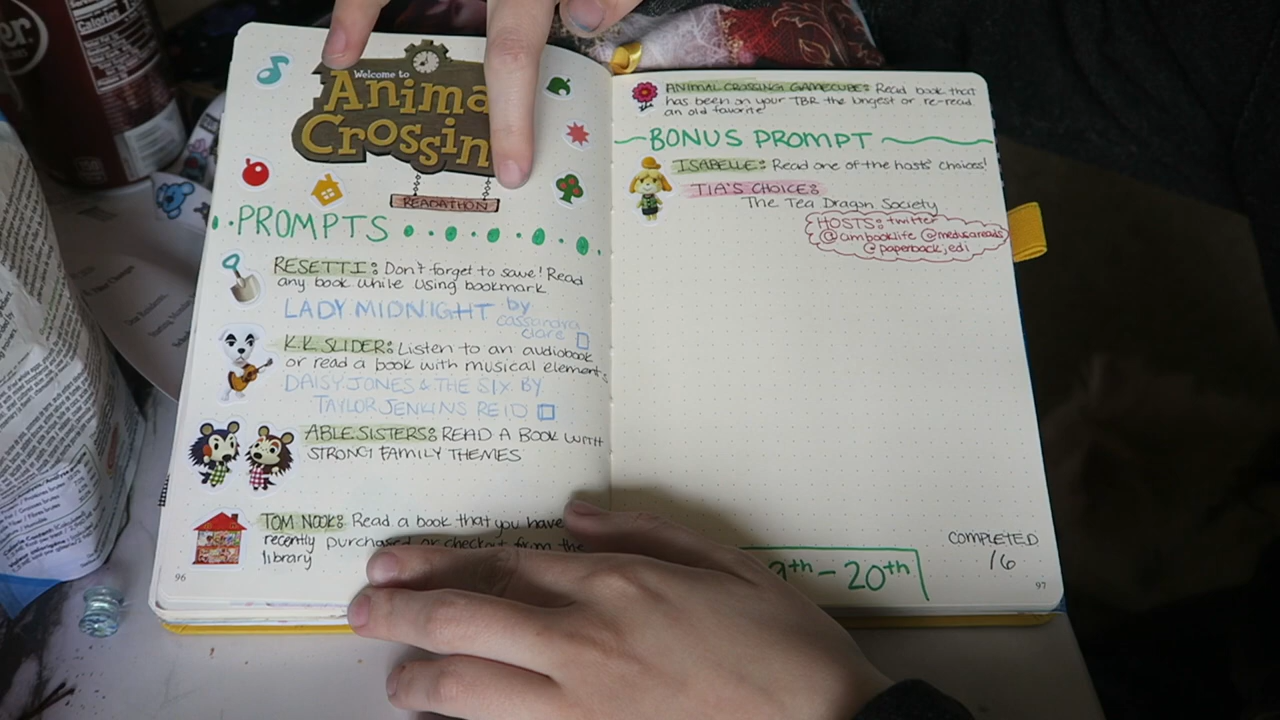 Welcome to
Anima
Crossin
READATHON
PROMPTS
RESETTI: Don't forget to save! Read
any book while using bookmark
LADY MIDNIGHT by
cassandra
clare
K.K. SLIDER: Listen to an audiobook
or read a book with musical elements
DAISY JONES & THE SIX BY
TAYLOR JENKINS REID
ABLE SISTERS: READ A BOOK WITH
STRONG FAMILY THEMES
TOM NOOK: Read a book that you have
recently purchased or checkout from the
library
96
ANIMAL CROSSING GAMECUBE: Read book that
has been on your TBR the longest or re-read
an old favorite
BONUS PROMPT
ISABELLE: Read one of the hosts' choices!
TIA'S CHOICE:
The Tea Dragon Society
HOSTS: twitter
@iambooklife @medusareads
@paperback_jedi
9th - 20th
COMPLETED
/6
97